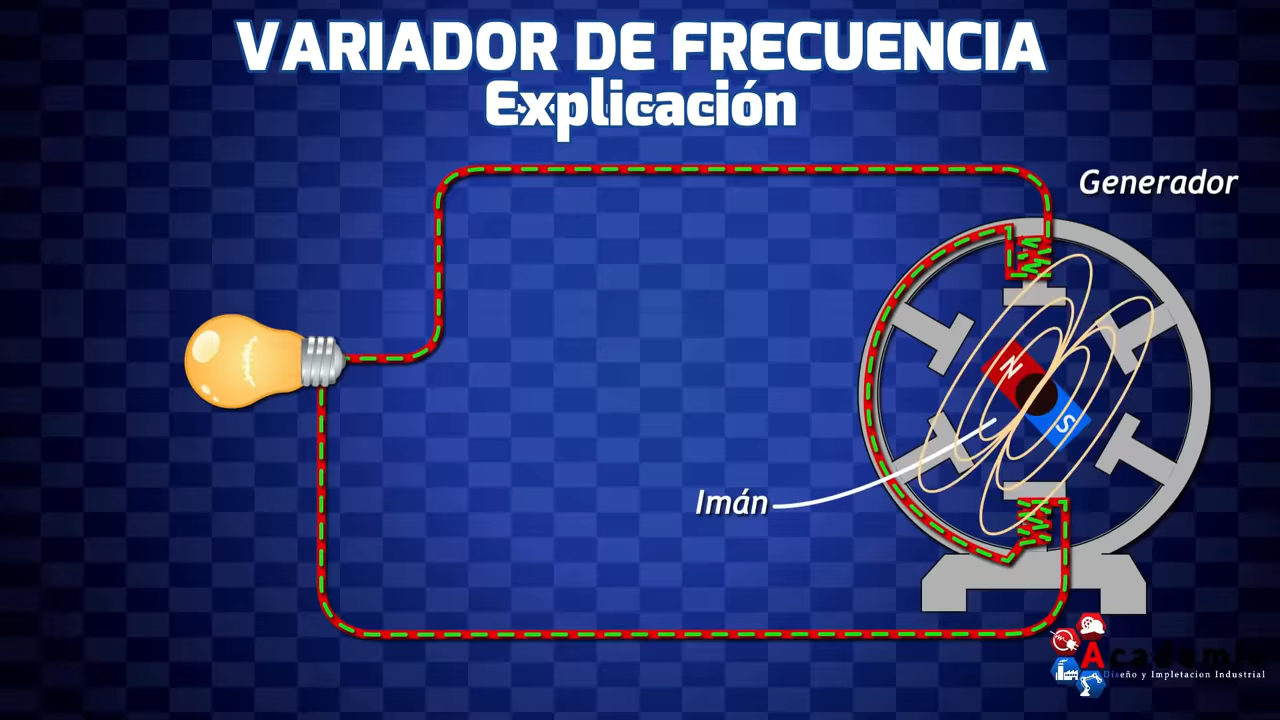 VARIADOR DE FRECUENCIA
Explicación
Generador
N
S
Imán
Diseño y Impletacion Industrial